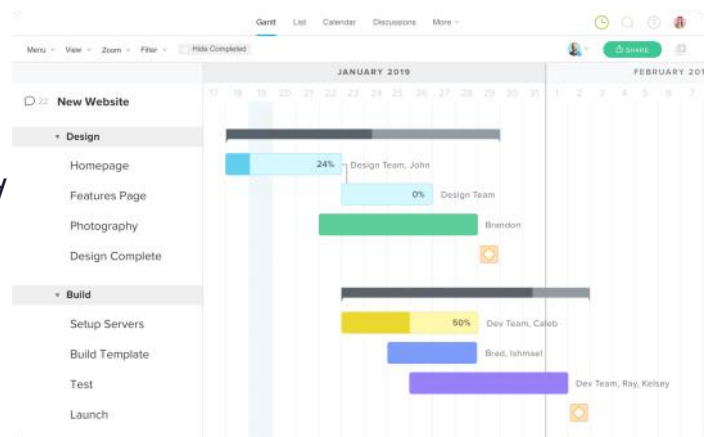 Gantt List Calendar Discussions More
Menu View Zoom Filter Hide Completed SHARE
JANUARY 2019 FEBRUARY 201
22 New Website 17 18 19 20 21 22 23 24 25 26 27 28 29 30 31 1 2 3 4 5 6 7
Design
Homepage 24% Design Team, John
Features Page 0% Design Team
Photography Brandon
Design Complete
Build
Setup Servers 50% Dev Team, Caleb
Build Template Brad, Ishmael
Test Dev Team, Ray, Kelsey
Launch